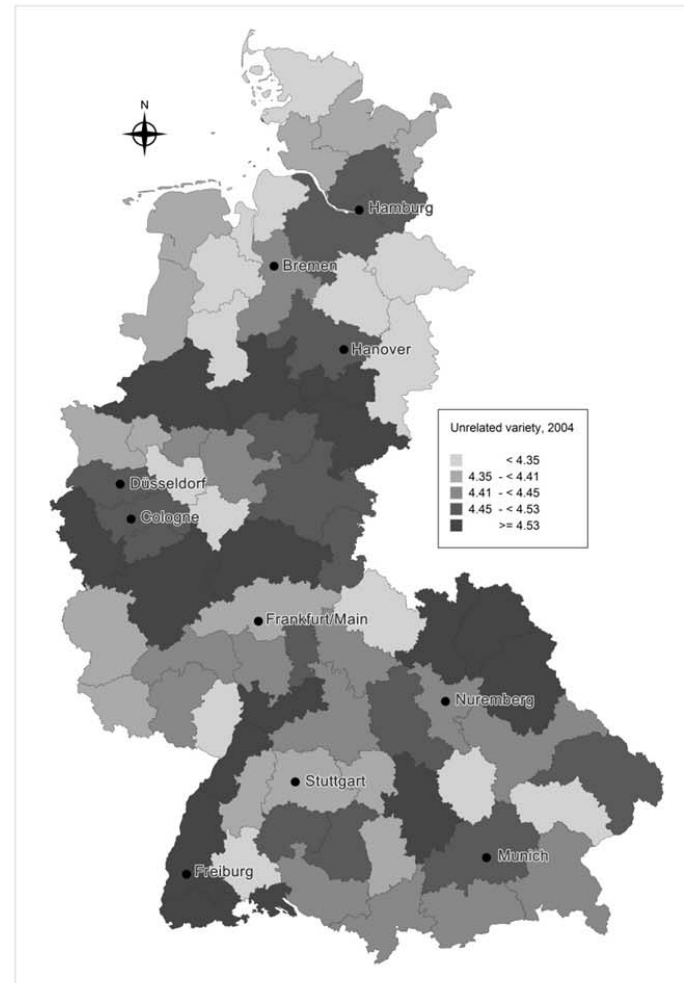 N
Hamburg
Bremen
Hanover
Unrelated variety, 2004
< 4.35
4.35 - < 4.41
4.41 - < 4.45
4.45 - < 4.53
>= 4.53
Düsseldorf
Cologne
Frankfurt/Main
Nuremberg
Stuttgart
Munich
Freiburg